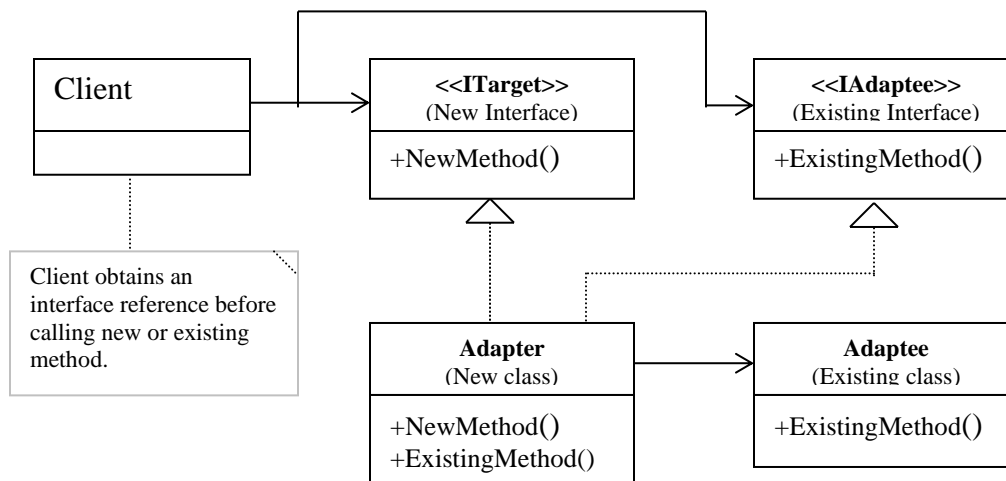 Client
<<ITarget>>
(New Interface)
+NewMethod()
<<IAdaptee>>
(Existing Interface)
+ExistingMethod()
Client obtains an
interface reference before
calling new or existing
method.
Adapter
(New class)
+NewMethod()
+ExistingMethod()
Adaptee
(Existing class)
+ExistingMethod()